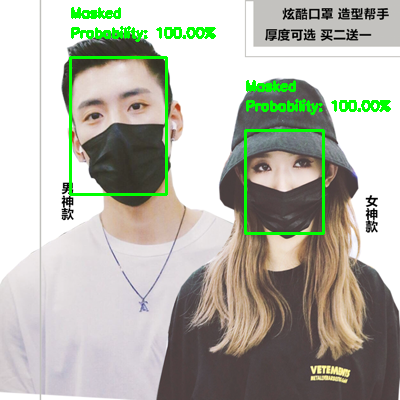 Masked
Probability: 100.00%
炫酷口罩 造型帮手
厚度可选 买二送一
Masked
Probability: 100.00%
男神款
女神款
VETEMENTS